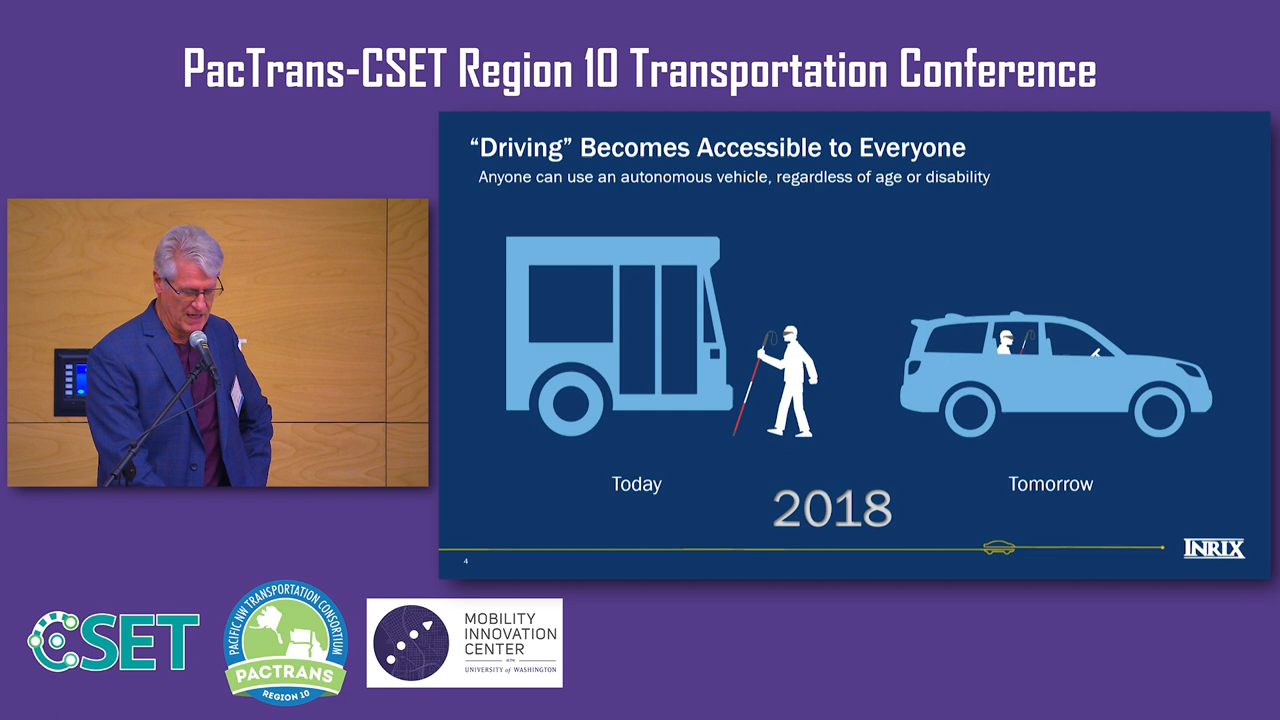 PacTrans-CSET Region 10 Transportation Conference
“Driving” Becomes Accessible to Everyone
Anyone can use an autonomous vehicle, regardless of age or disability
Today
Tomorrow
2018
4
INRIX
CSET
PACIFIC NW TRANSPORTATION CONSORTIUM
PACTRANS
REGION 10
MOBILITY
INNOVATION
CENTER
AT THE
UNIVERSITY of WASHINGTON